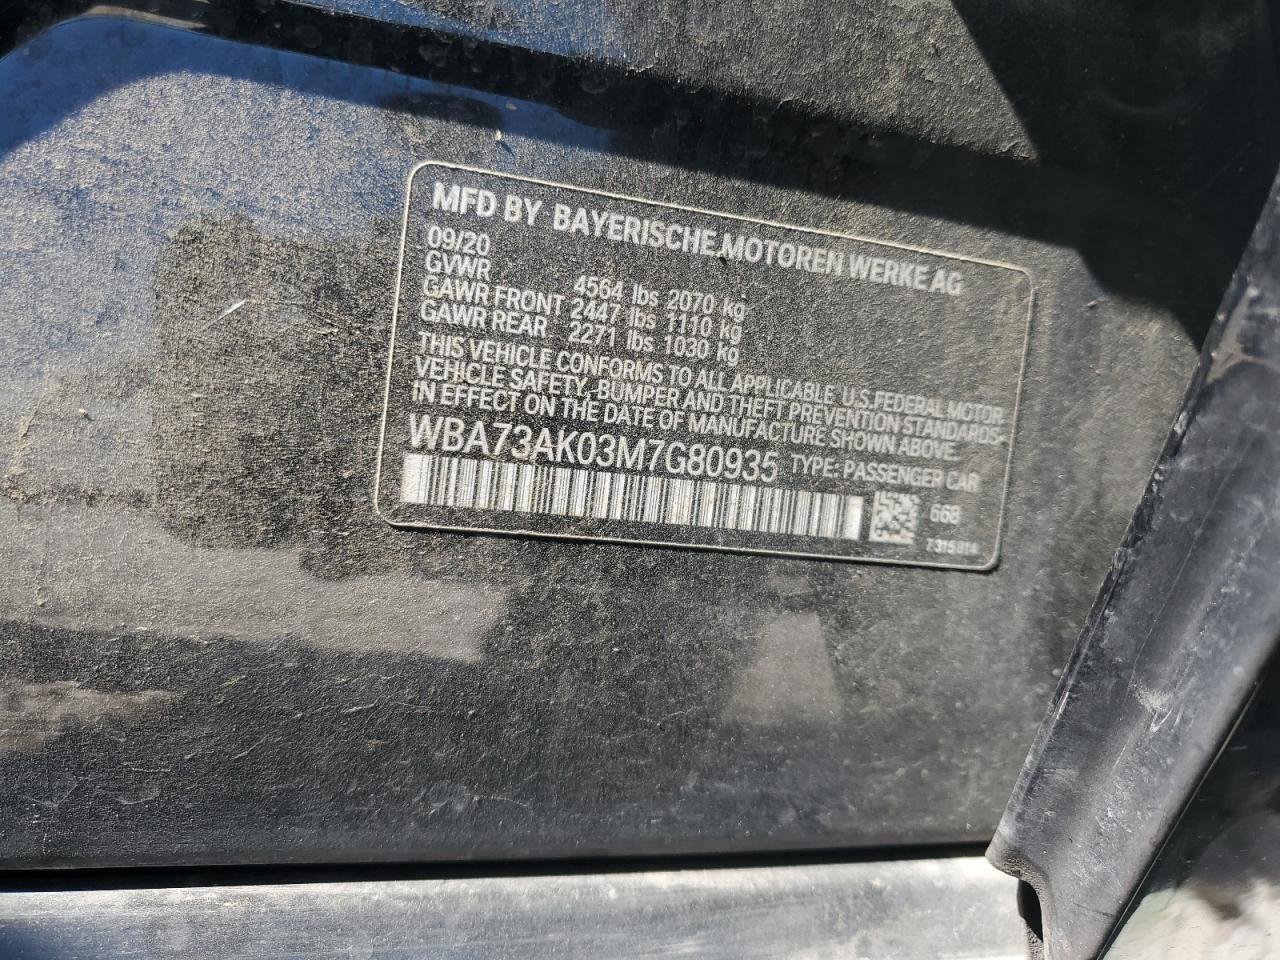 MFD BY BAYERISCHE MOTOREN WERKE AG
09/20
GVWR 4564 lbs 2070 kg
GAWR FRONT 2447 lbs 1110 kg
GAWR REAR 2271 lbs 1030 kg
THIS VEHICLE CONFORMS TO ALL APPLICABLE U.S. FEDERAL MOTOR
VEHICLE SAFETY, BUMPER AND THEFT PREVENTION STANDARDS
IN EFFECT ON THE DATE OF MANUFACTURE SHOWN ABOVE.
WBA73AK03M7G80935 TYPE: PASSENGER CAR
668
7315814